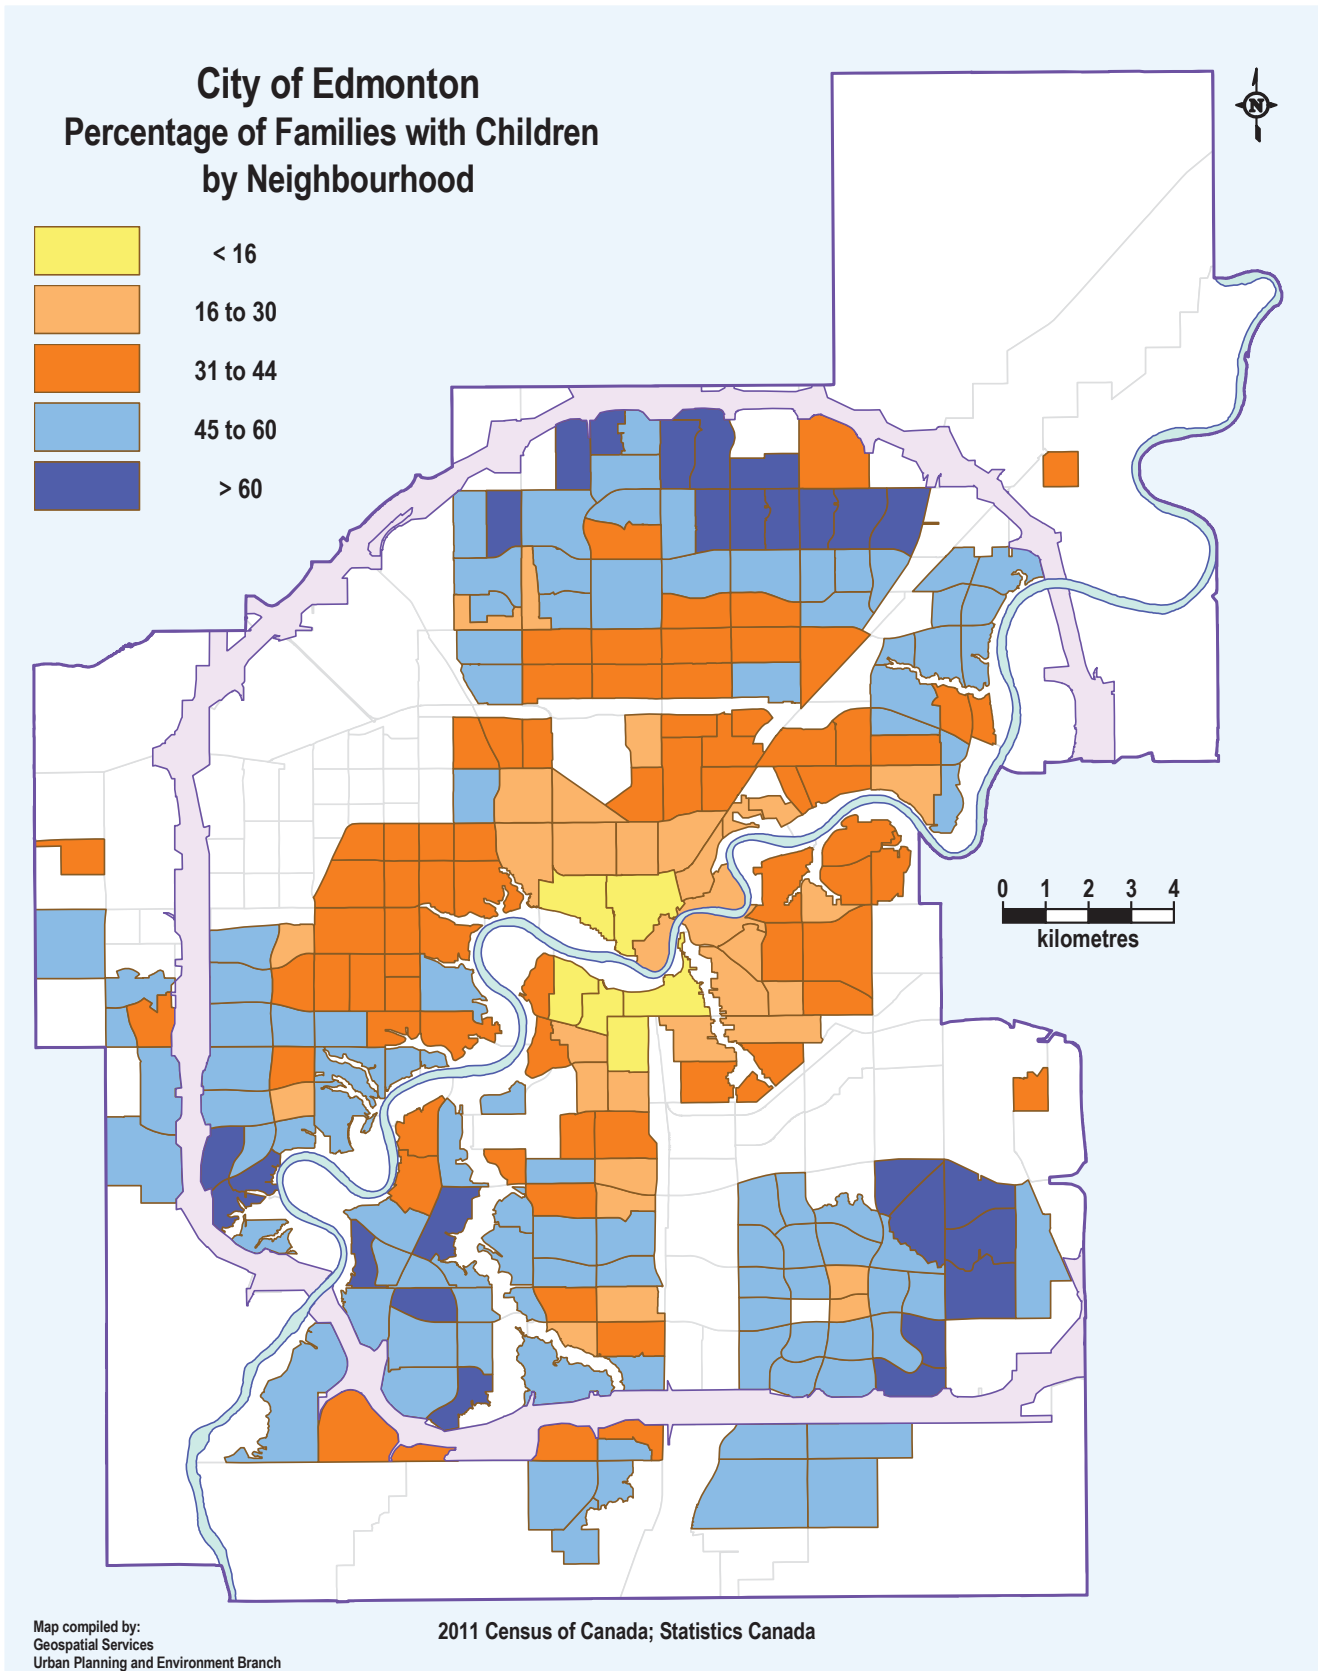 City of Edmonton
Percentage of Families with Children
by Neighbourhood
< 16
16 to 30
31 to 44
45 to 60
> 60
N
0 1 2 3 4
kilometres
Map compiled by:
Geospatial Services
Urban Planning and Environment Branch
2011 Census of Canada; Statistics Canada